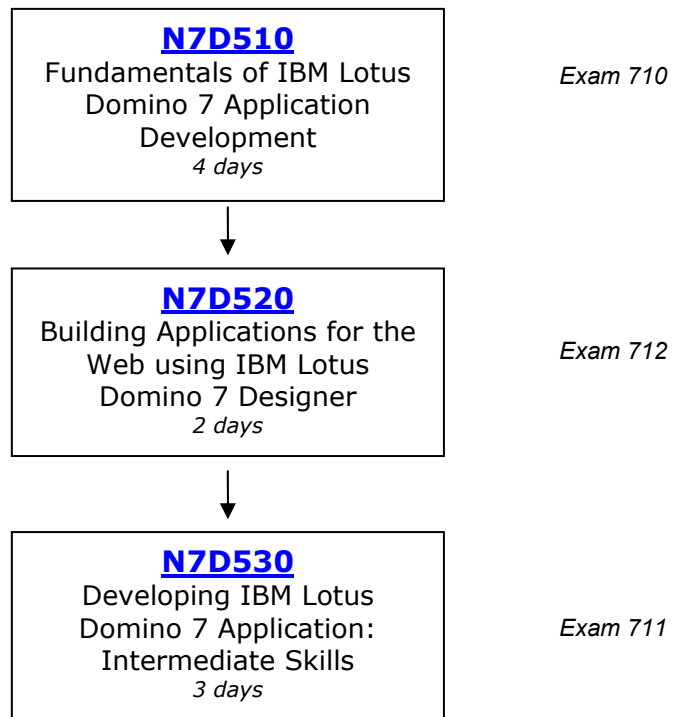 N7D510
Fundamentals of IBM Lotus
Domino 7 Application
Development
4 days
Exam 710
N7D520
Building Applications for the
Web using IBM Lotus
Domino 7 Designer
2 days
Exam 712
N7D530
Developing IBM Lotus
Domino 7 Application:
Intermediate Skills
3 days
Exam 711